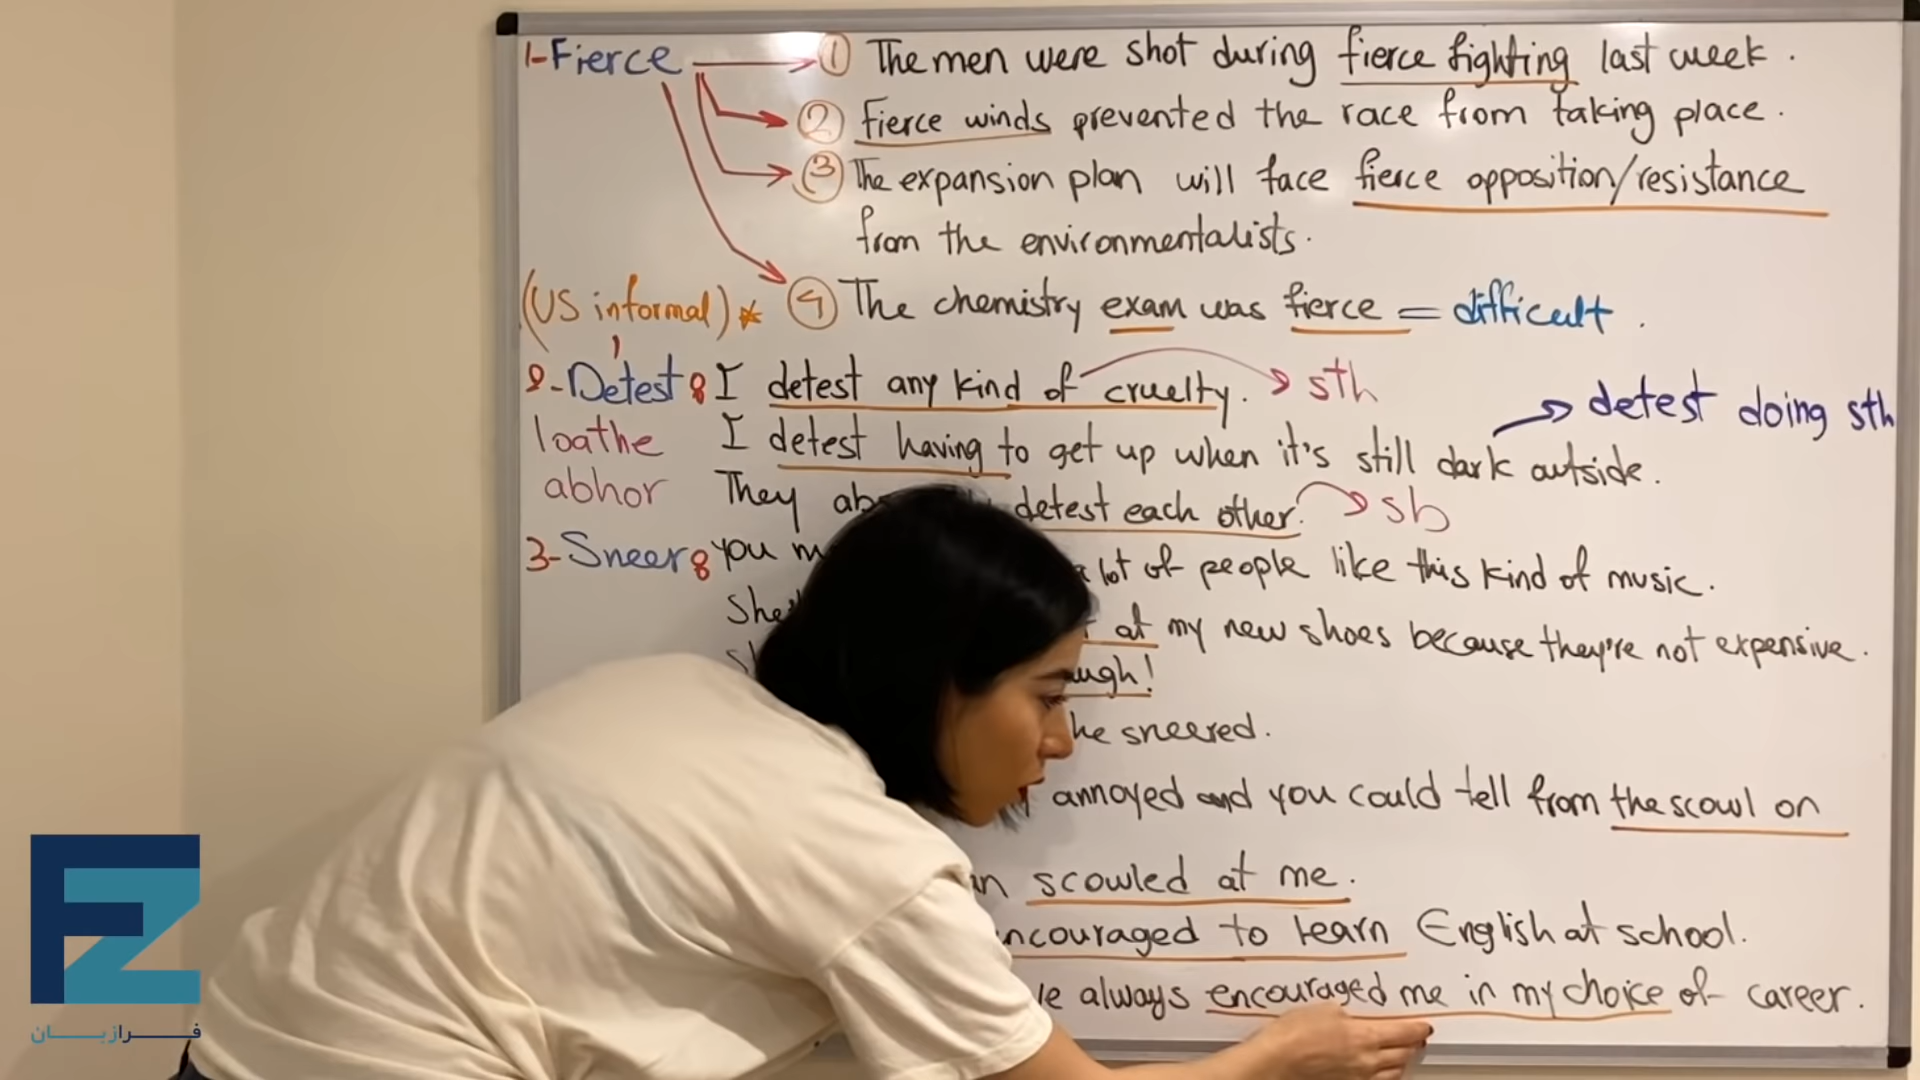 1-Fierce ① The men were shot during fierce fighting last week.
② Fierce winds prevented the race from taking place.
③ The expansion plan will face fierce opposition/resistance
from the environmentalists.
(US informal) * ④ The chemistry exam was fierce = difficult.
2-Detest: I detest any kind of cruelty. → sth
→ detest doing sth
loathe I detest having to get up when it's still dark outside.
abhor They detest each other. → sb
3-Sneer: you a lot of people like this kind of music.
at my new shoes because they're not expensive.
he sneered.
annoyed and you could tell from the scowl on
scowled at me.
encouraged to learn English at school.
always encouraged me in my choice of career.
FZ
فرازبان